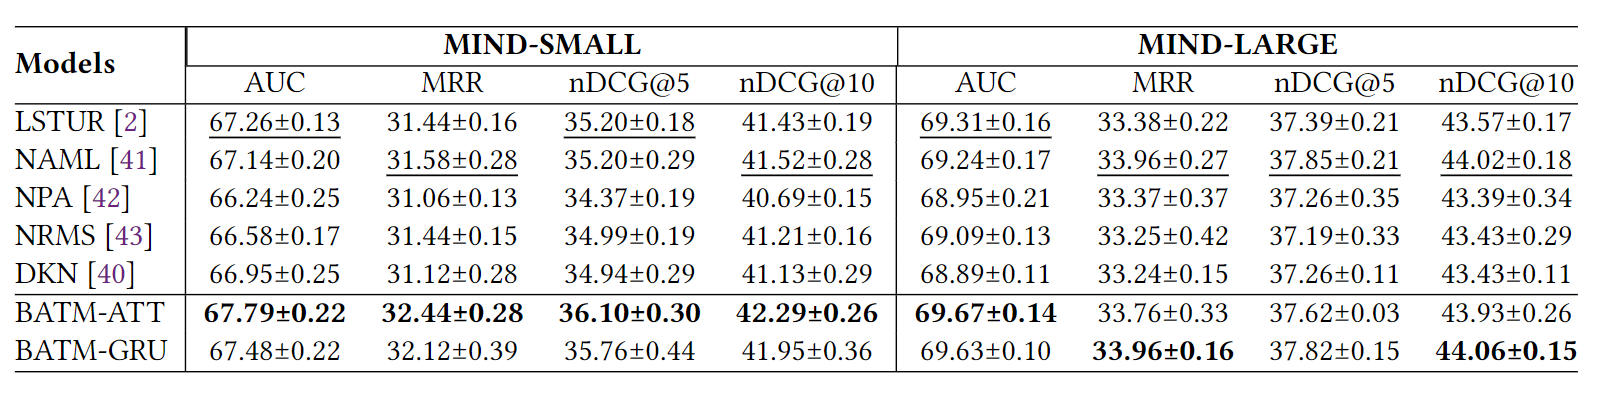 Models MIND-SMALL MIND-LARGE
AUC MRR nDCG@5 nDCG@10 AUC MRR nDCG@5 nDCG@10
LSTUR [2] 67.26±0.13 31.44±0.16 35.20±0.18 41.43±0.19 69.31±0.16 33.38±0.22 37.39±0.21 43.57±0.17
NAML [41] 67.14±0.20 31.58±0.28 35.20±0.29 41.52±0.28 69.24±0.17 33.96±0.27 37.85±0.21 44.02±0.18
NPA [42] 66.24±0.25 31.06±0.13 34.37±0.19 40.69±0.15 68.95±0.21 33.37±0.37 37.26±0.35 43.39±0.34
NRMS [43] 66.58±0.17 31.44±0.15 34.99±0.19 41.21±0.16 69.09±0.13 33.25±0.42 37.19±0.33 43.43±0.29
DKN [40] 66.95±0.25 31.12±0.28 34.94±0.29 41.13±0.29 68.89±0.11 33.24±0.15 37.26±0.11 43.43±0.11
BATM-ATT 67.79±0.22 32.44±0.28 36.10±0.30 42.29±0.26 69.67±0.14 33.76±0.33 37.62±0.03 43.93±0.26
BATM-GRU 67.48±0.22 32.12±0.39 35.76±0.44 41.95±0.36 69.63±0.10 33.96±0.16 37.82±0.15 44.06±0.15